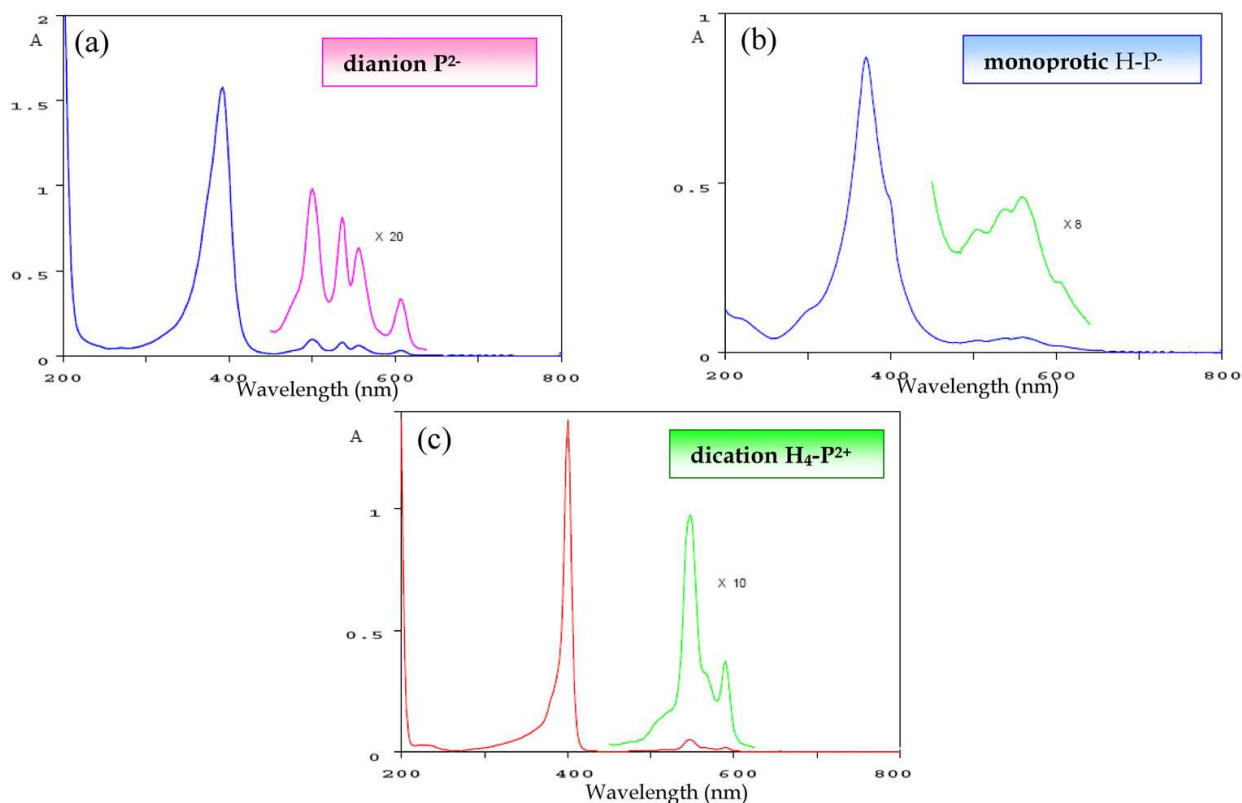 (a)
2
A
dianion P²⁻
1.5
1
X 20
0.5
0
200
400
600
800
Wavelength (nm)
(b)
1
A
monoprotic H-P⁻
0.5
X 8
0
200
400
600
800
Wavelength (nm)
(c)
A
dication H₄-P²⁺
1
X 10
0.5
0
200
400
600
800
Wavelength (nm)